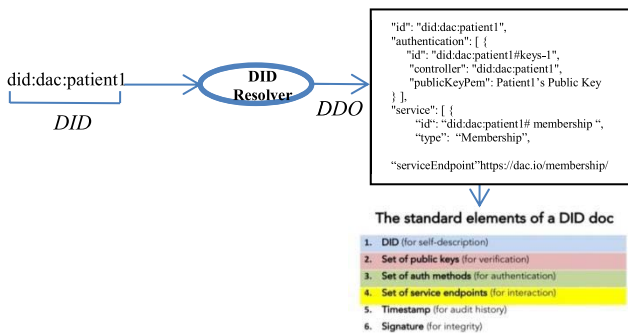 did:dac:patient1
DID
DID
Resolver
DDO
"id": "did:dac:patient1",
"authentication": [ {
"id": "did:dac:patient1#keys-1",
"controller": "did:dac:patient1",
"publicKeyPem": Patient1's Public Key
} ],
"service": [ {
"id": "did:dac:patient1# membership ",
"type": "Membership",
"serviceEndpoint"https://dac.io/membership/
The standard elements of a DID doc
1. DID (for self-description)
2. Set of public keys (for verification)
3. Set of auth methods (for authentication)
4. Set of service endpoints (for interaction)
5. Timestamp (for audit history)
6. Signature (for integrity)